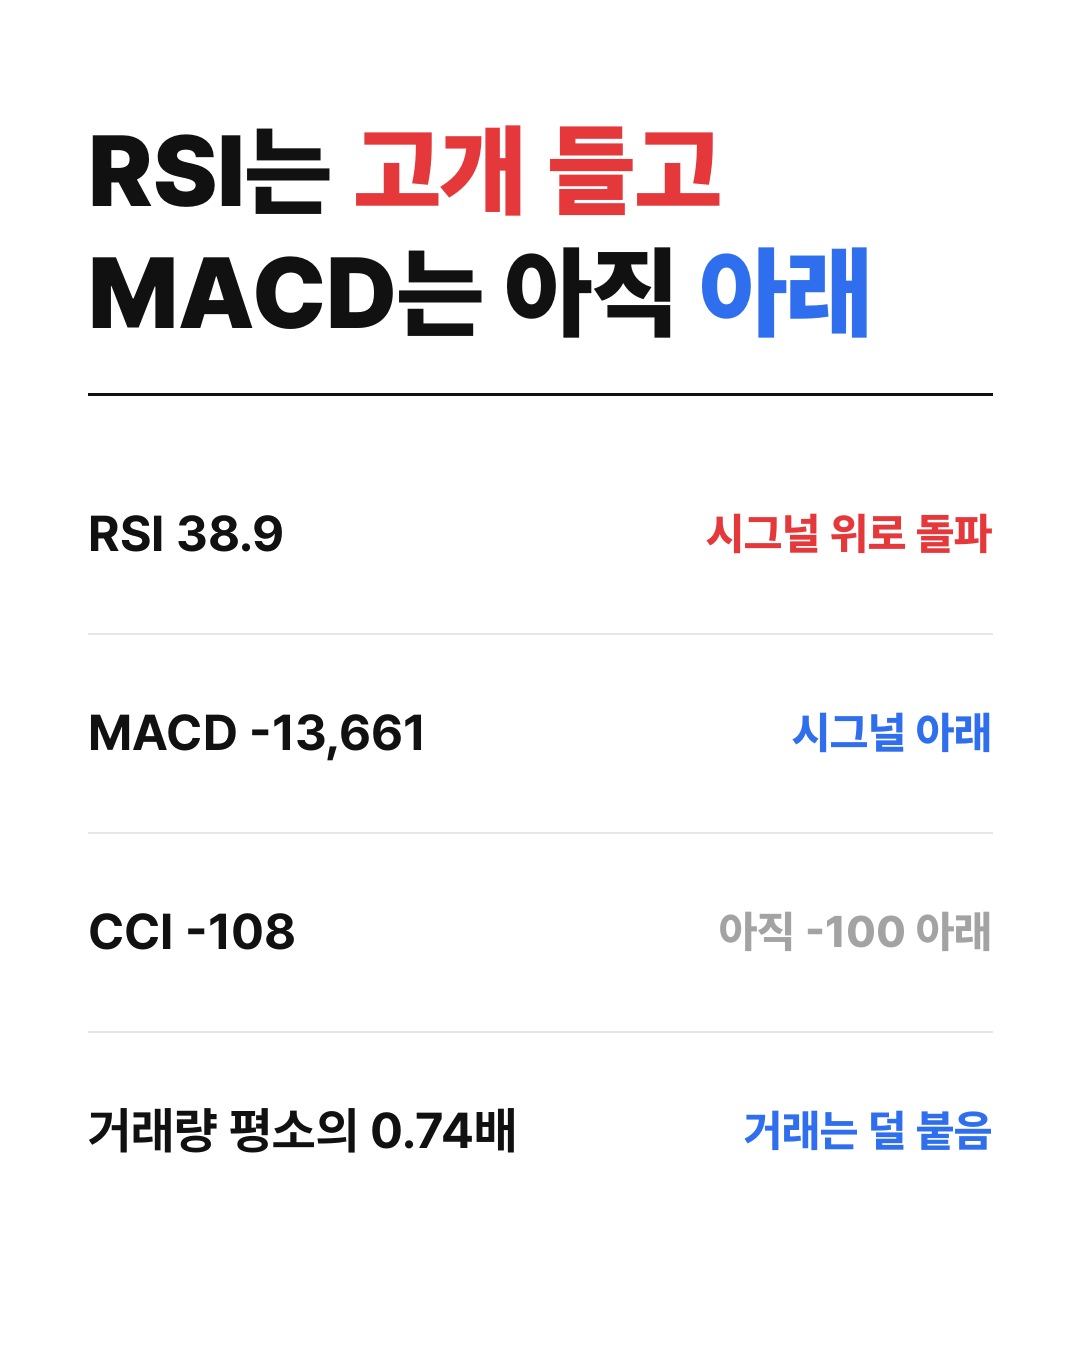 RSI는 고개 들고
MACD는 아직 아래
RSI 38.9 시그널 위로 돌파
MACD -13,661 시그널 아래
CCI -108 아직 -100 아래
거래량 평소의 0.74배 거래는 덜 붙음